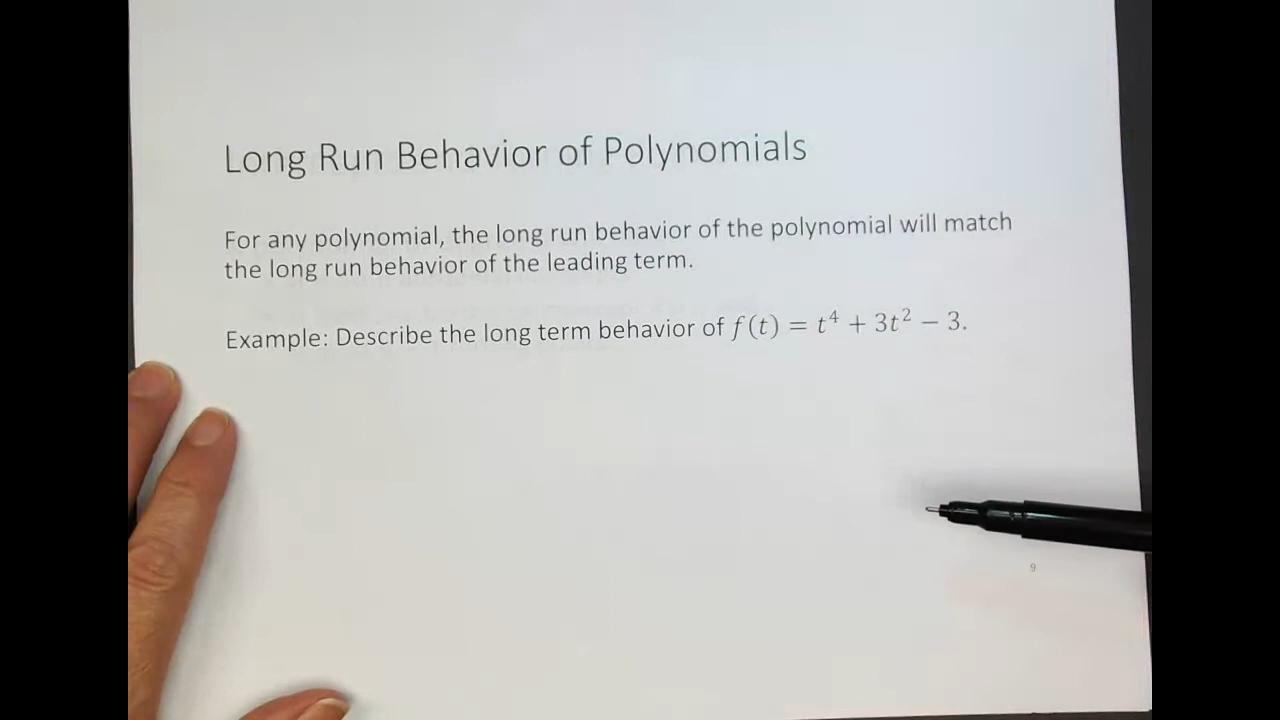 Long Run Behavior of Polynomials
For any polynomial, the long run behavior of the polynomial will match
the long run behavior of the leading term.
Example: Describe the long term behavior of f(t) = t⁴ + 3t² − 3.
9